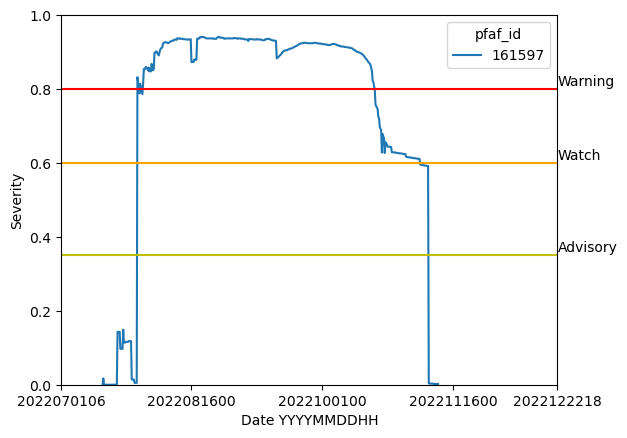 1.0
pfaf_id
161597
0.8
Warning
0.6
Watch
Severity
0.4
Advisory
0.2
0.0
2022070106 2022081600 2022100100 2022111600 2022122218
Date YYYYMMDDHH